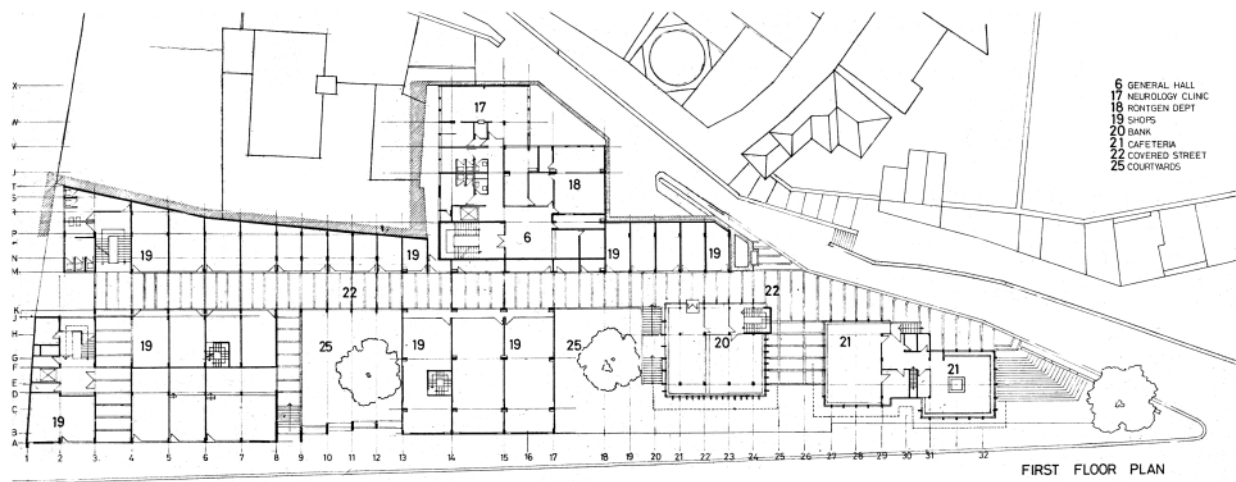 6 GENERAL HALL
17 NEUROLOGY CLINIC
18 RÖNTGEN DEPT
19 SHOPS
20 BANK
21 CAFETERIA
22 COVERED STREET
25 COURTYARDS
X
V
17
18
T
S
R
P
F
N
M
19
19
6
19
19
22
22
K
J
H
G
F
E
D
C
B
A
19
25
19
19
25
20
21
21
19
1 2 3 4 5 6 7 8 9 10 11 12 13 14 15 16 17 18 19 20 21 22 23 24 25 26 27 28 29 30 31 32
FIRST FLOOR PLAN